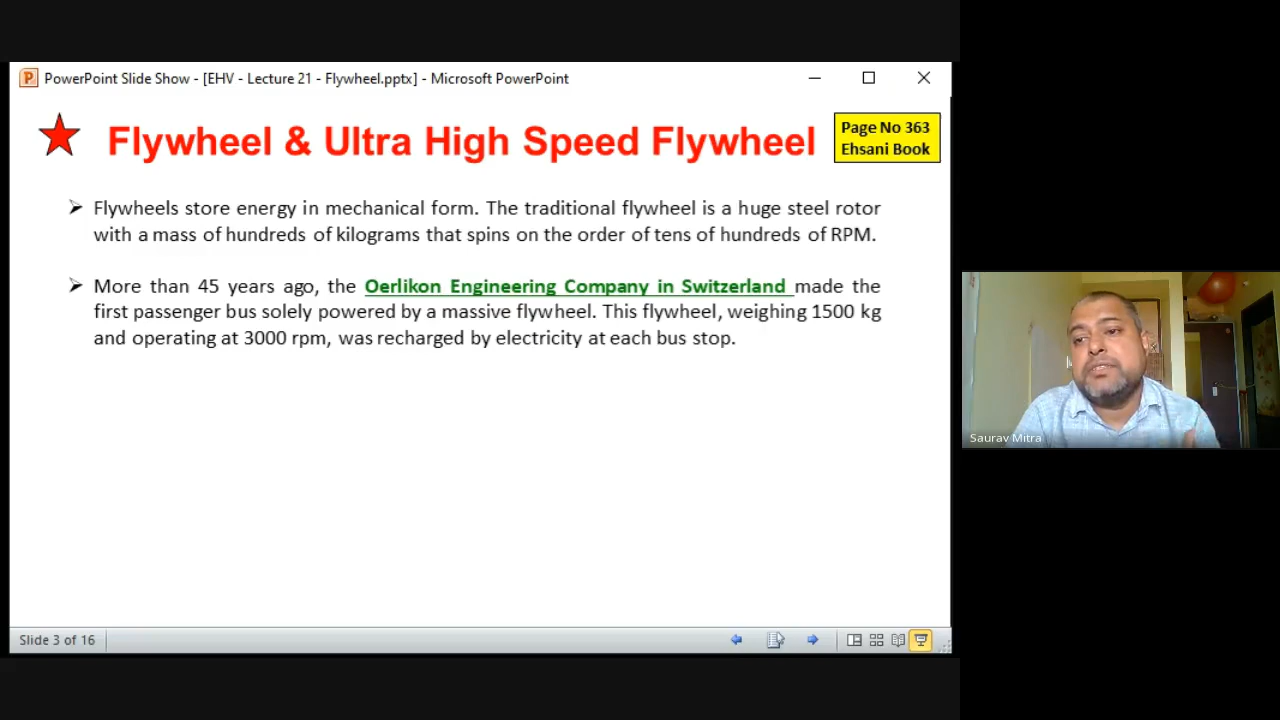 PowerPoint Slide Show - [EHV - Lecture 21 - Flywheel.pptx] - Microsoft PowerPoint
Flywheel & Ultra High Speed Flywheel
Page No 363
Ehsani Book
➢ Flywheels store energy in mechanical form. The traditional flywheel is a huge steel rotor
with a mass of hundreds of kilograms that spins on the order of tens of hundreds of RPM.
➢ More than 45 years ago, the Oerlikon Engineering Company in Switzerland made the
first passenger bus solely powered by a massive flywheel. This flywheel, weighing 1500 kg
and operating at 3000 rpm, was recharged by electricity at each bus stop.
Saurav Mitra
Slide 3 of 16